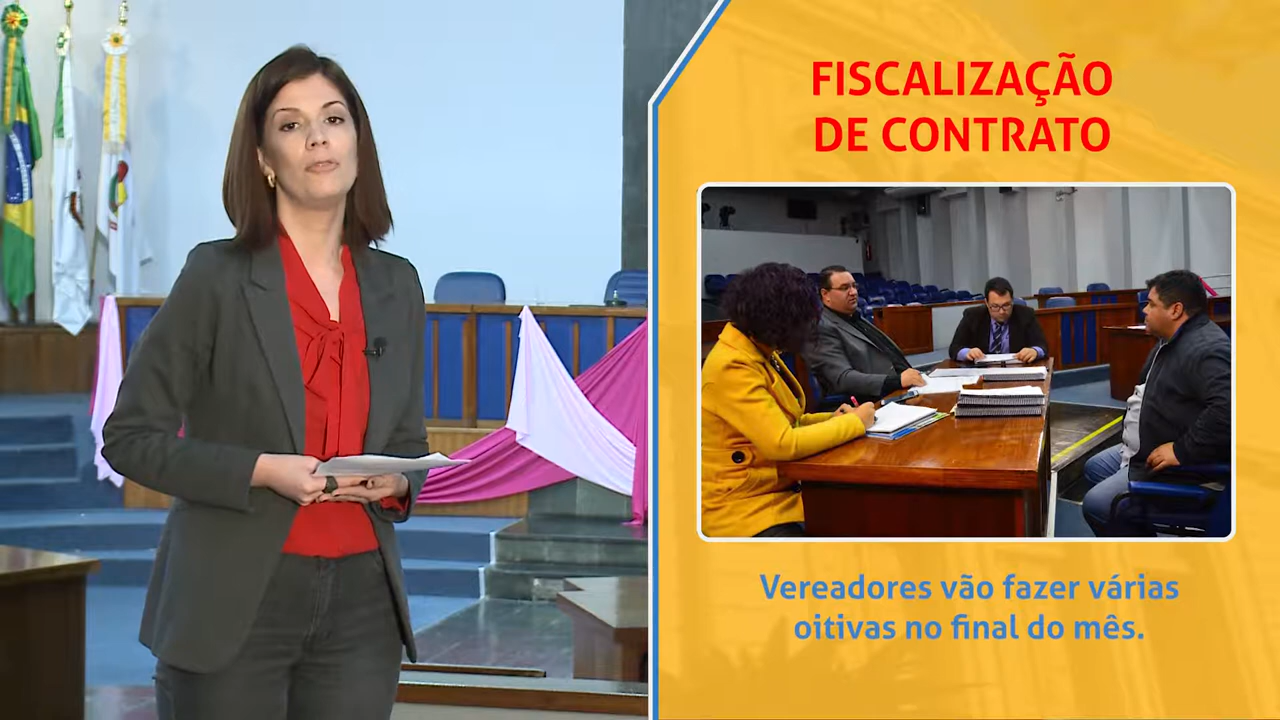 FISCALIZAÇÃO
DE CONTRATO
Vereadores vão fazer várias
oitivas no final do mês.